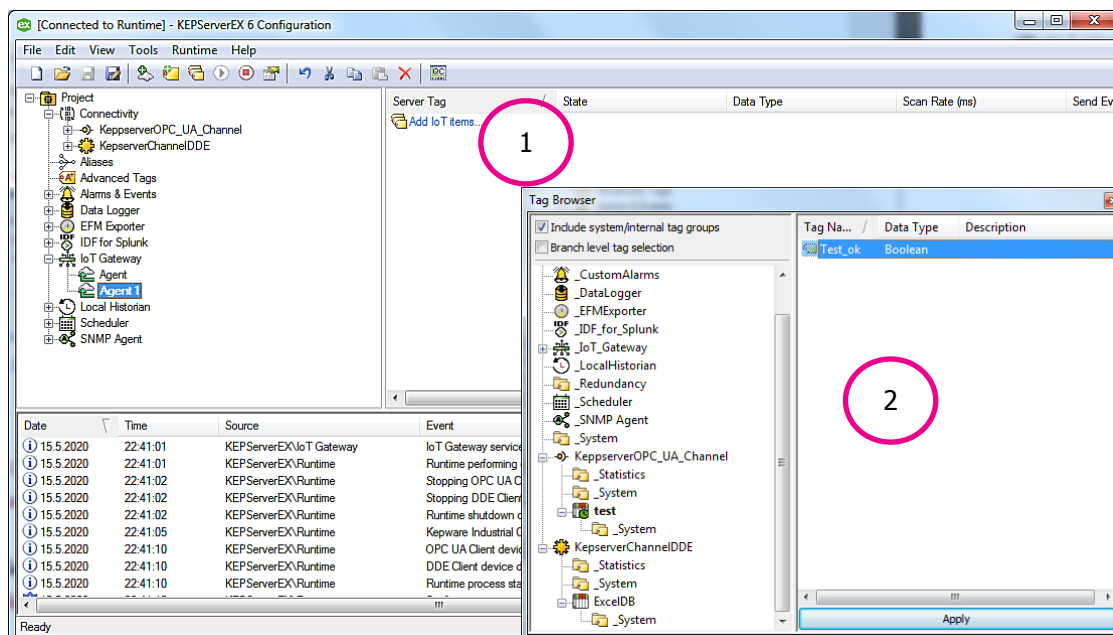 [Connected to Runtime] - KEPServerEX 6 Configuration
File Edit View Tools Runtime Help
Project
Connectivity
KeppserverOPC_UA_Channel
KepserverChannelDDE
Aliases
Advanced Tags
Alarms & Events
Data Logger
EFM Exporter
IDF for Splunk
IoT Gateway
Agent
Agent1
Local Historian
Scheduler
SNMP Agent
Server Tag State Data Type Scan Rate (ms) Send Ev
Add IoT items...
1
Tag Browser
Include system/internal tag groups
Branch level tag selection
_CustomAlarms
_DataLogger
_EFMExporter
_IDF_for_Splunk
_IoT_Gateway
_LocalHistorian
_Redundancy
_Scheduler
_SNMP Agent
_System
KeppserverOPC_UA_Channel
_Statistics
_System
test
_System
KepserverChannelDDE
_Statistics
_System
ExcelDB
_System
Tag Na... Data Type Description
Test_ok Boolean
2
Apply
Date Time Source Event
15.5.2020 22:41:01 KEPServerEX\IoT Gateway IoT Gateway service
15.5.2020 22:41:01 KEPServerEX\Runtime Runtime performing
15.5.2020 22:41:02 KEPServerEX\Runtime Stopping OPC UA C
15.5.2020 22:41:02 KEPServerEX\Runtime Stopping DDE Client
15.5.2020 22:41:02 KEPServerEX\Runtime Runtime shutdown
15.5.2020 22:41:05 KEPServerEX\Runtime Kepware Industrial
15.5.2020 22:41:10 KEPServerEX\Runtime OPC UA Client
15.5.2020 22:41:10 KEPServerEX\Runtime DDE Client device
15.5.2020 22:41:10 KEPServerEX\Runtime Runtime process sta
Ready